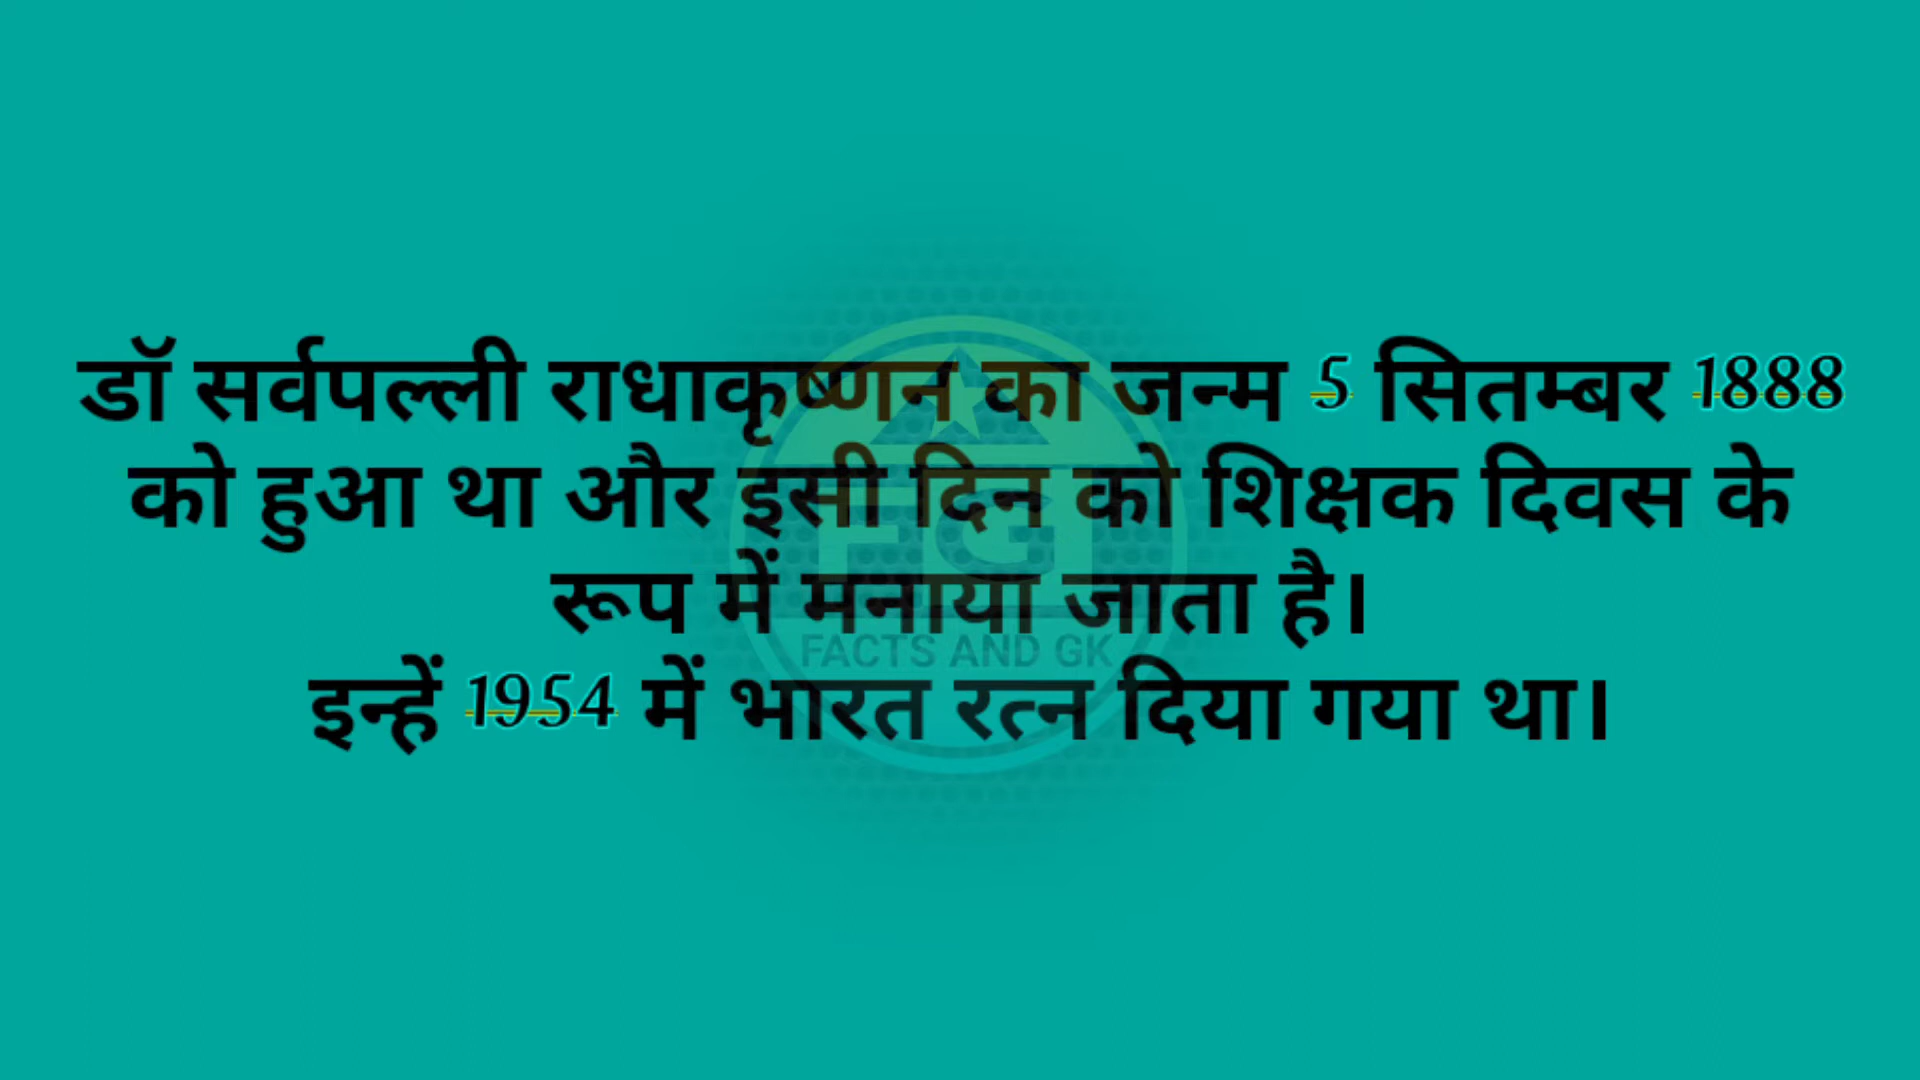 डॉ सर्वपल्ली राधाकृष्णन का जन्म 5 सितम्बर 1888
को हुआ था और इसी दिन को शिक्षक दिवस के
रूप में मनाया जाता है।
इन्हें 1954 में भारत रत्न दिया गया था।
FG
FACTS AND GK